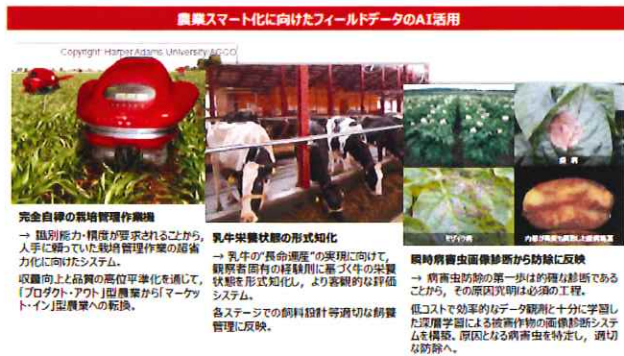 農業スマート化に向けたフィールドデータのAI活用
Copyright: Harper Adams University/AGCO
完全自律の栽培管理作業機
→ 識別能力・精度が要求されることから、
人手に頼っていた栽培管理作業の超省
力化に向けたシステム。
収量向上と品質の高位平準化を通じて、
「プロダクト・アウト」型農業から「マーケッ
ト・イン」型農業への転換。
乳牛栄養状態の形式知化
→ 乳牛の“長命連産”の実現に向けて、
観察者固有の経験則に基づく牛の栄養
状態を形式知化し、より客観的な評価
システム。
各ステージでの飼料設計等適切な飼養
管理に反映。
疫病
モザイク病
瞬時病害虫画像診断から防除に反映
→ 病害虫防除の第一歩は的確な診断である
ことから、その原因究明は必須の工程。
低コストで効率的なデータ観測と十分に学習し
た深層学習による被害作物の画像診断システ
ムを構築。原因となる病害虫を特定し、適切
な防除へ。